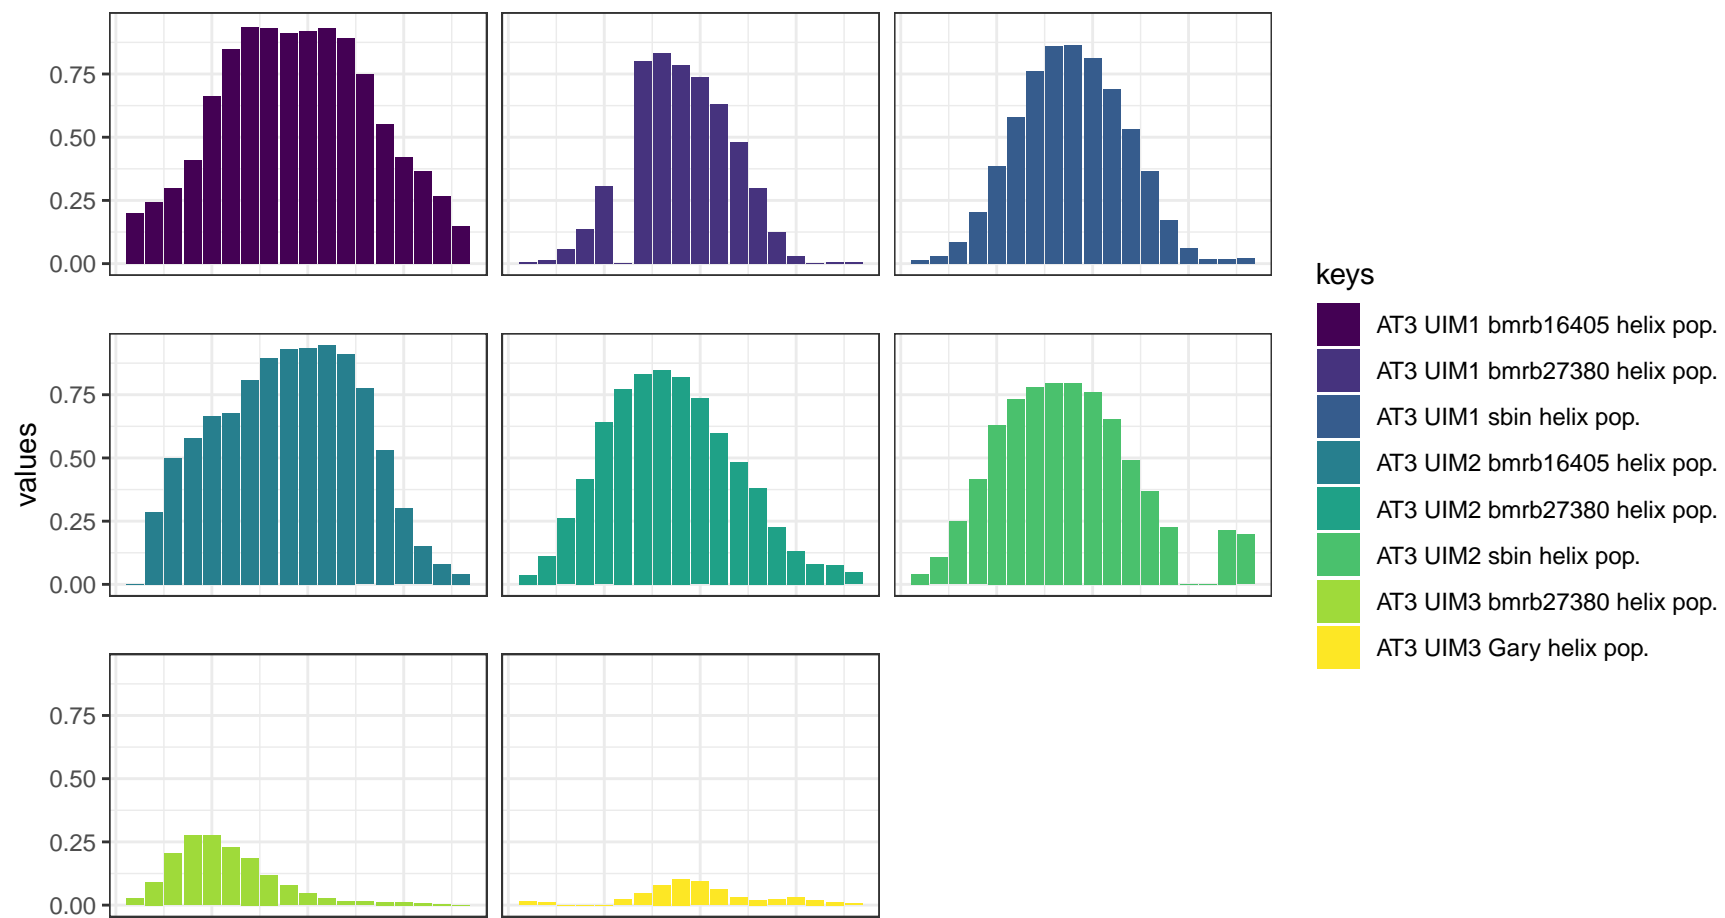 0.75
0.50
0.25
0.00
values
0.75
0.50
0.25
0.00
0.75
0.50
0.25
0.00
keys
AT3 UIM1 bmrb16405 helix pop.
AT3 UIM1 bmrb27380 helix pop.
AT3 UIM1 sbin helix pop.
AT3 UIM2 bmrb16405 helix pop.
AT3 UIM2 bmrb27380 helix pop.
AT3 UIM2 sbin helix pop.
AT3 UIM3 bmrb27380 helix pop.
AT3 UIM3 Gary helix pop.